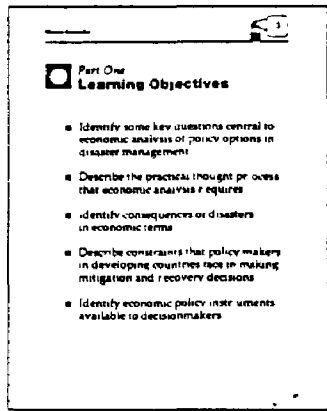 Part One
Learning Objectives
■ Identify some key questions central to
economic analysis of policy options in
disaster management
■ Describe the practical thought process
that economic analysis requires
■ Identify consequences of disasters
in economic terms
■ Describe constraints that policy makers
in developing countries face in making
mitigation and recovery decisions
■ Identify economic policy instruments
available to decisionmakers